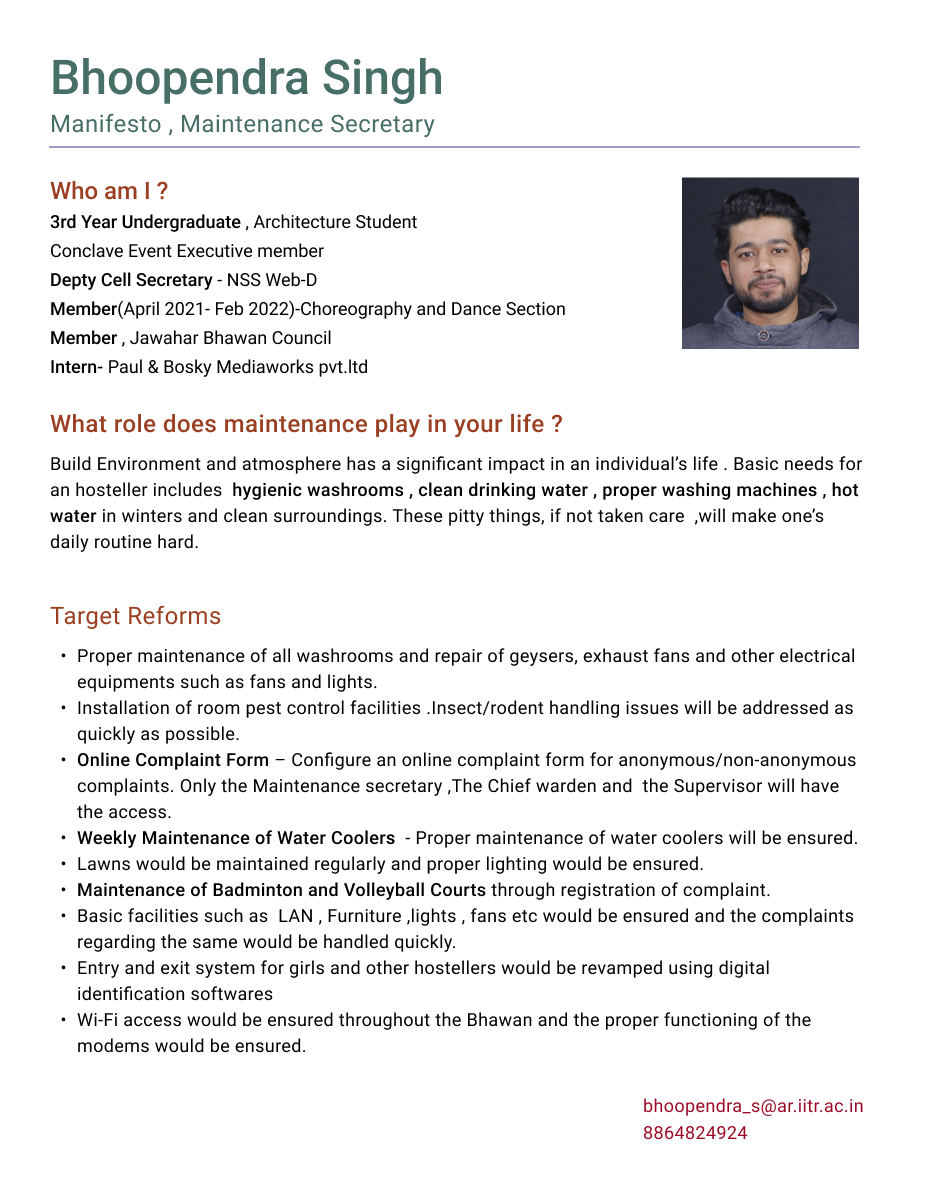 Bhoopendra Singh
Manifesto , Maintenance Secretary
Who am I ?
3rd Year Undergraduate , Architecture Student
Conclave Event Executive member
Depty Cell Secretary - NSS Web-D
Member(April 2021- Feb 2022)-Choreography and Dance Section
Member , Jawahar Bhawan Council
Intern- Paul & Bosky Mediaworks pvt.ltd
What role does maintenance play in your life ?
Build Environment and atmosphere has a significant impact in an individual's life . Basic needs for
an hosteller includes  hygienic washrooms , clean drinking water , proper washing machines , hot
water in winters and clean surroundings. These pitty things, if not taken care  ,will make one's
daily routine hard.
Target Reforms
• Proper maintenance of all washrooms and repair of geysers, exhaust fans and other electrical
equipments such as fans and lights.
• Installation of room pest control facilities .Insect/rodent handling issues will be addressed as
quickly as possible.
• Online Complaint Form – Configure an online complaint form for anonymous/non-anonymous
complaints. Only the Maintenance secretary ,The Chief warden and  the Supervisor will have
the access.
• Weekly Maintenance of Water Coolers  - Proper maintenance of water coolers will be ensured.
• Lawns would be maintained regularly and proper lighting would be ensured.
• Maintenance of Badminton and Volleyball Courts through registration of complaint.
• Basic facilities such as  LAN , Furniture ,lights , fans etc would be ensured and the complaints
regarding the same would be handled quickly.
• Entry and exit system for girls and other hostellers would be revamped using digital
identification softwares
• Wi-Fi access would be ensured throughout the Bhawan and the proper functioning of the
modems would be ensured.
bhoopendra_s@ar.iitr.ac.in
8864824924